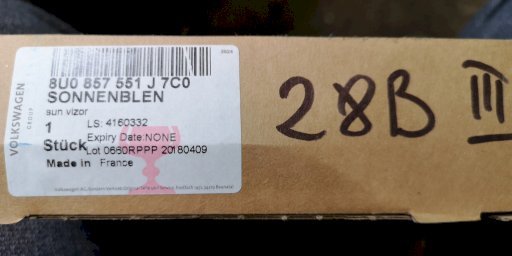 8U0 857 551 J 7C0
SONNENBLEN
sun vizor
1 LS: 4160332
Expiry Date:NONE
Stück Lot 0660RPPP 20180409
Made in France
VOLKSWAGEN
GROUP
28B III